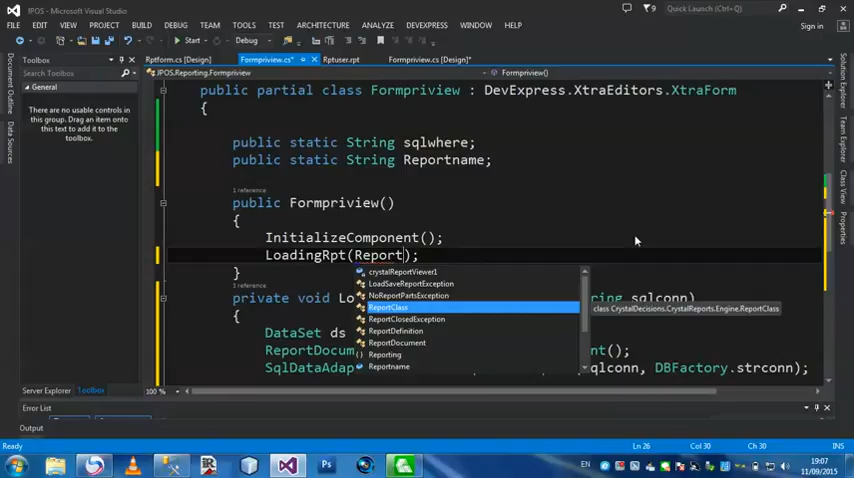 JPOS - Microsoft Visual Studio
9
Quick Launch (Ctrl+Q)
FILE EDIT VIEW PROJECT BUILD DEBUG TEAM TOOLS TEST ARCHITECTURE ANALYZE DEVEXPRESS WINDOW HELP
Sign in
Start Debug
Toolbox
Rptform.cs [Design] Formpriview.cs* Rptuser.rpt Formpriview.cs [Design]*
Search Toolbox
JPOS.Reporting.Formpriview
Formpriview()
General
There are no usable controls in
this group. Drag an item onto
this text to add it to the
toolbox.
Document Outline
Data Sources
Solution Explorer
Team Explorer
Class View
Properties
public partial class Formpriview : DevExpress.XtraEditors.XtraForm
{
public static String sqlwhere;
public static String Reportname;
1 reference
public Formpriview()
{
InitializeComponent();
LoadingRpt(Report);
}
crystalReportViewer1
LoadSaveReportException
NoReportPartsException
ReportClass
ReportClosedException
ReportDefinition
ReportDocument
Reporting
Reportname
class CrystalDecisions.CrystalReports.Engine.ReportClass
private void Lo
ring sqlconn)
{
DataSet ds
ReportDocum
nt();
SqlDataAdap
qlconn, DBFactory.strconn);
Server Explorer Toolbox
100 %
Error List
Output
Ready
Ln 26 Col 30 Ch 30 INS
EN
19:07
11/09/2015